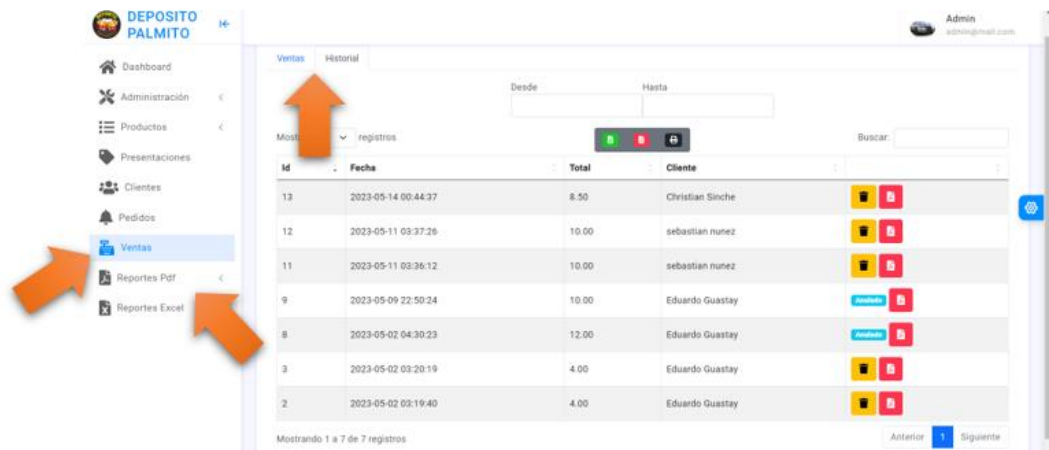 DEPOSITO
PALMITO
Admin
admin@mail.com
Dashboard
Administración
Productos
Presentaciones
Clientes
Pedidos
Ventas
Reportes Pdf
Reportes Excel
Ventas Historial
Desde Hasta
registros
Buscar:
Id Fecha Total Cliente
13 2023-05-14 00:44:37 8.50 Christian Sinche
12 2023-05-11 03:37:26 10.00 sebastian nunez
11 2023-05-11 03:36:12 10.00 sebastian nunez
9 2023-05-09 22:50:24 10.00 Eduardo Guastay Anulado
8 2023-05-02 04:30:23 12.00 Eduardo Guastay Anulado
3 2023-05-02 03:20:19 4.00 Eduardo Guastay
2 2023-05-02 03:19:40 4.00 Eduardo Guastay
Mostrando 1 a 7 de 7 registros
Anterior 1 Siguiente